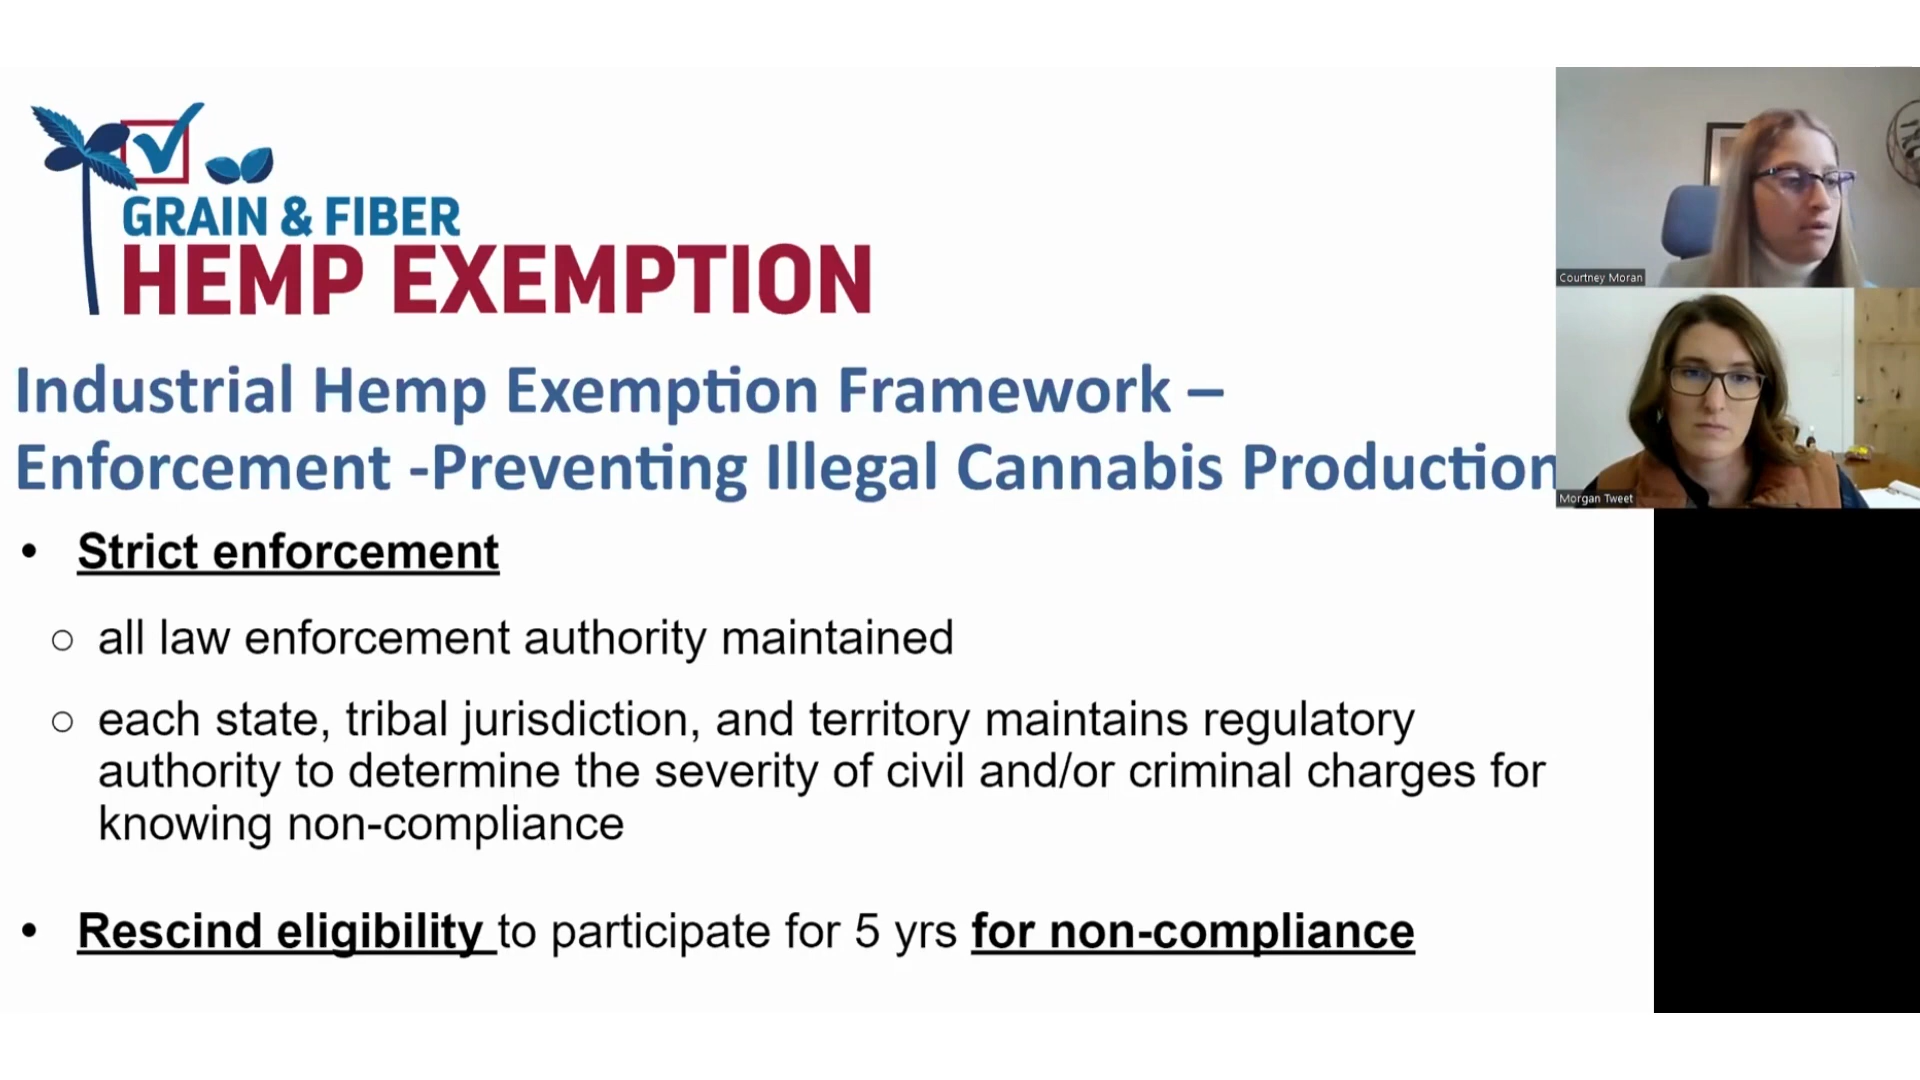 GRAIN & FIBER
HEMP EXEMPTION
Industrial Hemp Exemption Framework –
Enforcement -Preventing Illegal Cannabis Production
• Strict enforcement
○ all law enforcement authority maintained
○ each state, tribal jurisdiction, and territory maintains regulatory
authority to determine the severity of civil and/or criminal charges for
knowing non-compliance
• Rescind eligibility to participate for 5 yrs for non-compliance
Courtney Moran
Morgan Tweet